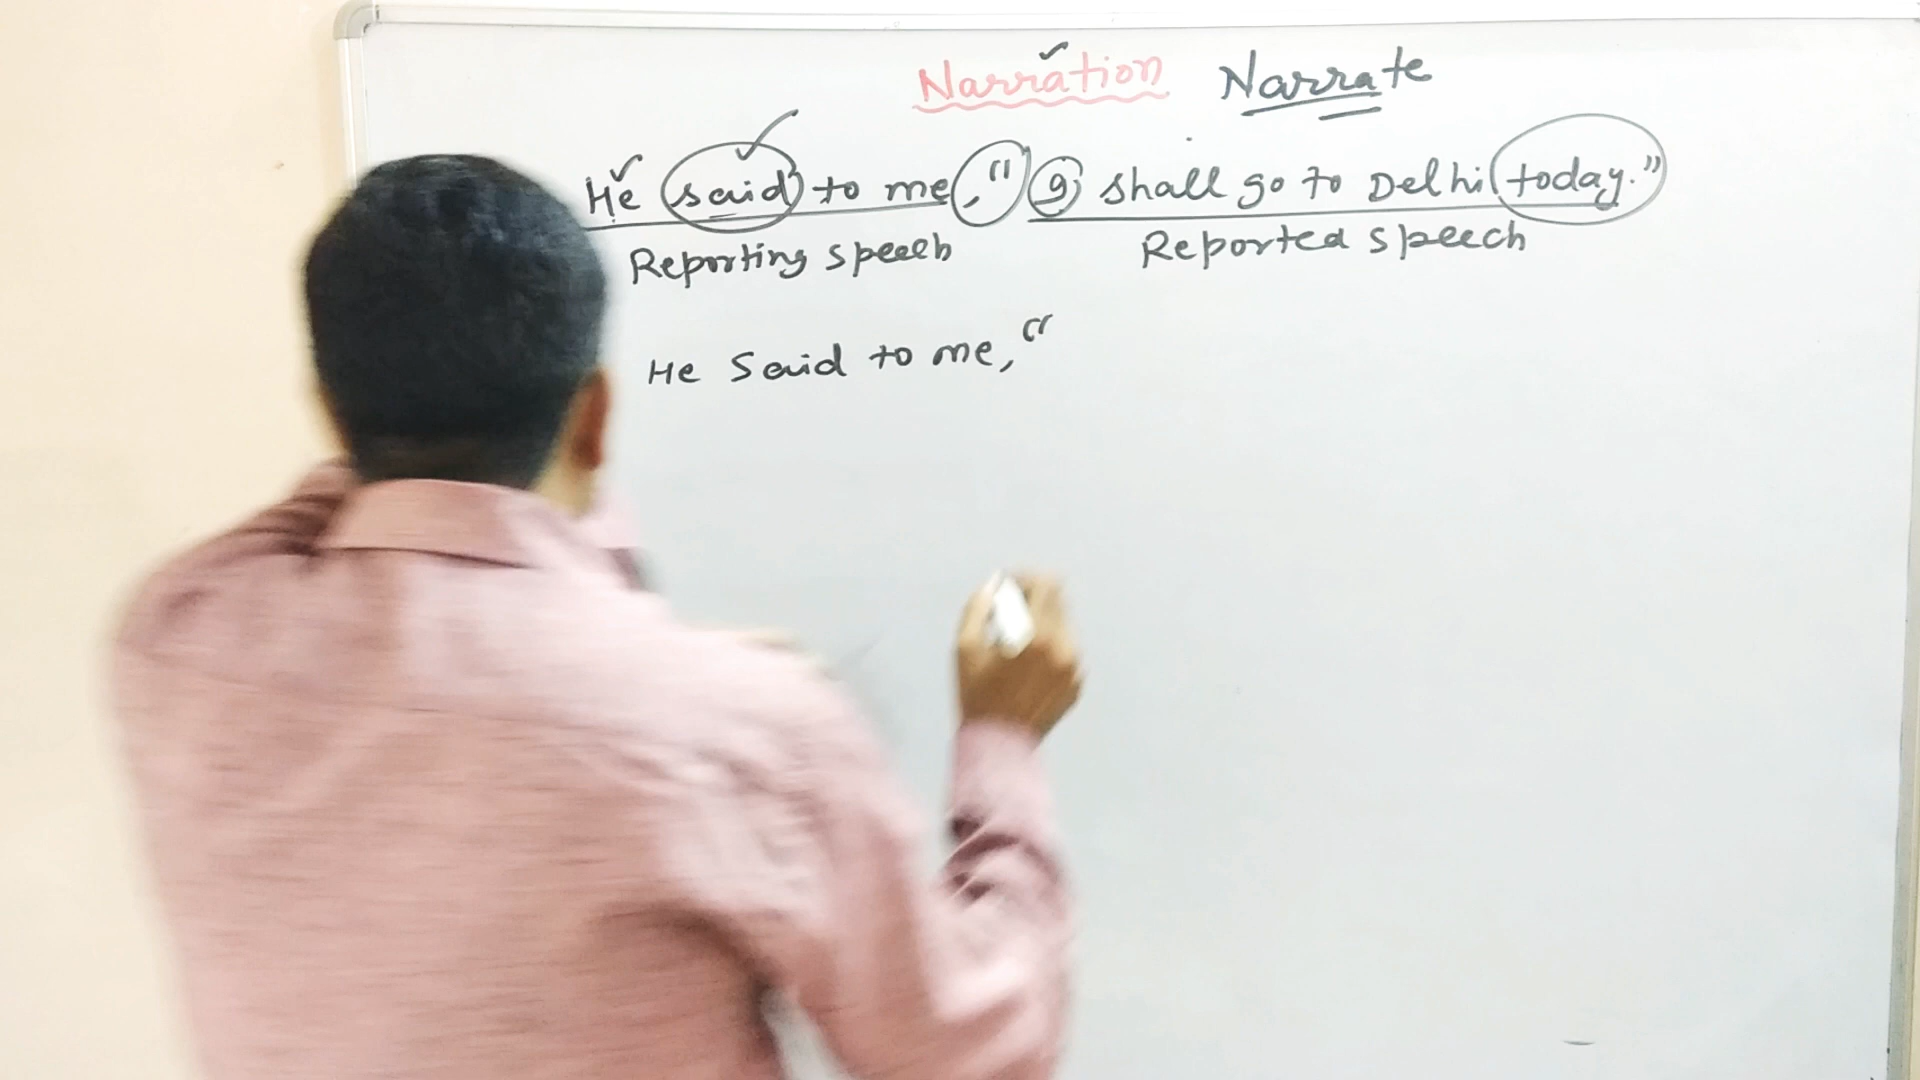 Narration Narrate
He said to me, "I shall go to Delhi today."
Reporting speech Reported speech
He Said to me, "